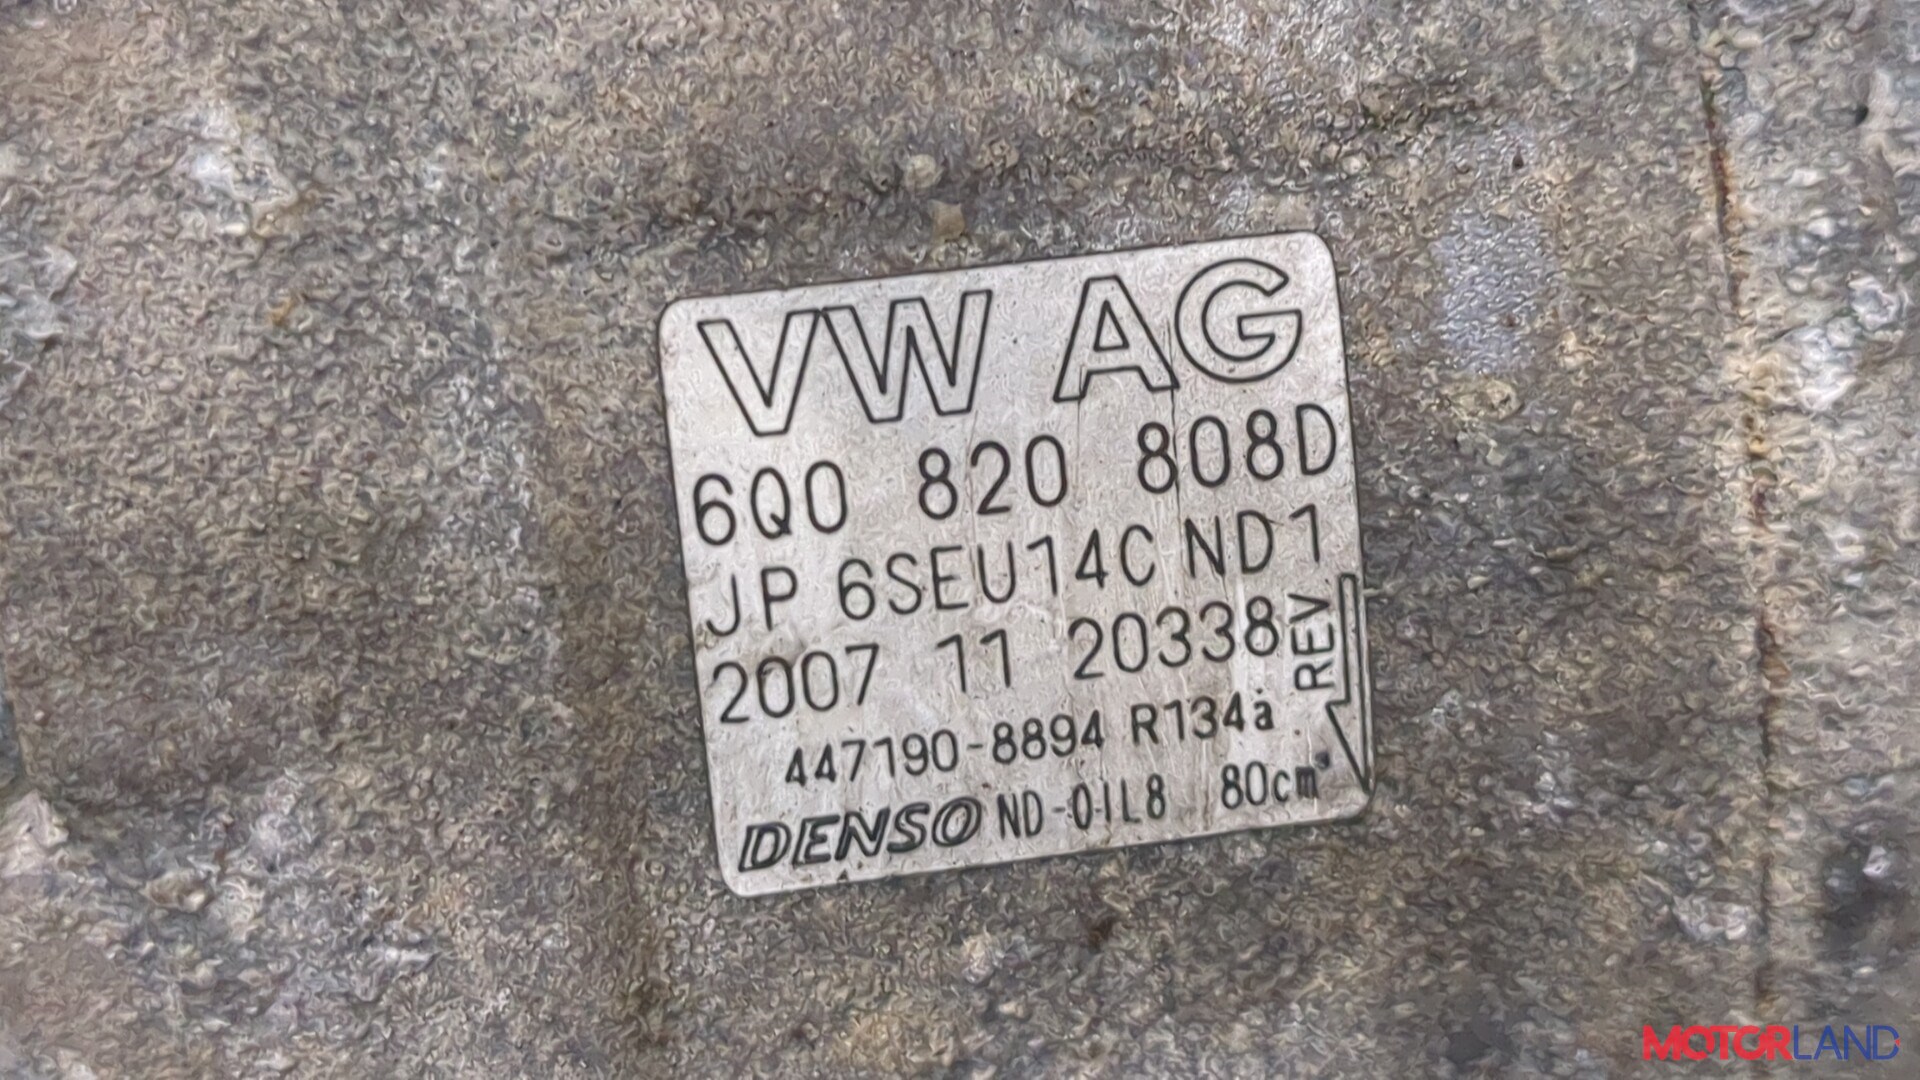 VW AG
6Q0 820 808D
JP 6SEU14C ND1
2007 11 20338
REV
447190-8894 R134a
DENSO ND-OIL8 80cm³
MOTORLAND